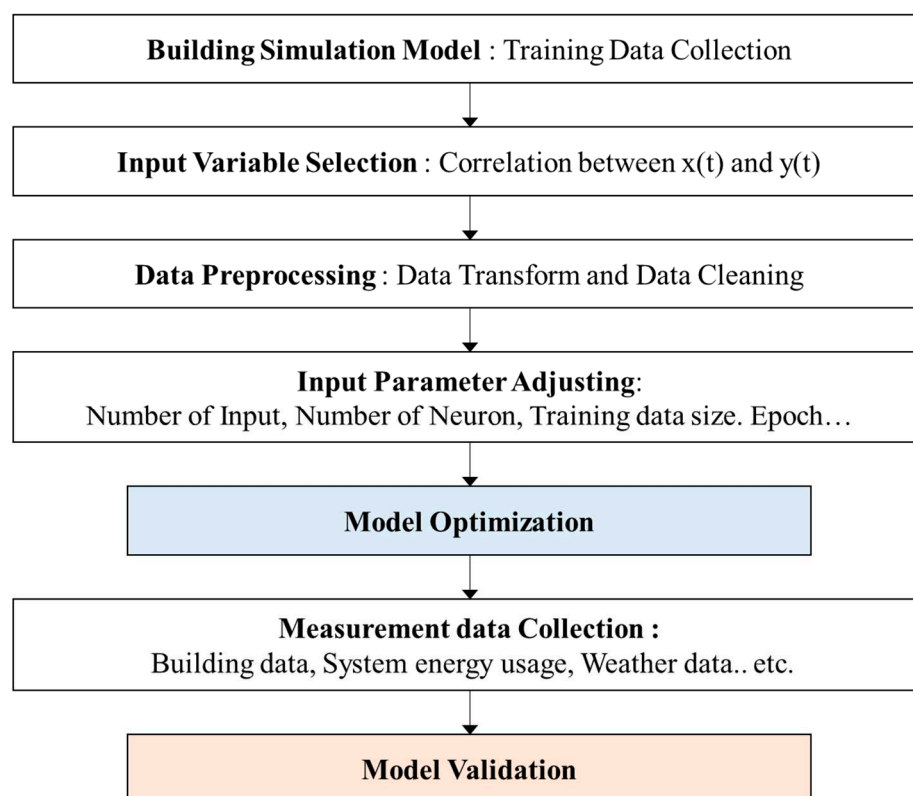 Building Simulation Model : Training Data Collection
Input Variable Selection : Correlation between x(t) and y(t)
Data Preprocessing : Data Transform and Data Cleaning
Input Parameter Adjusting:
Number of Input, Number of Neuron, Training data size. Epoch…
Model Optimization
Measurement data Collection :
Building data, System energy usage, Weather data.. etc.
Model Validation